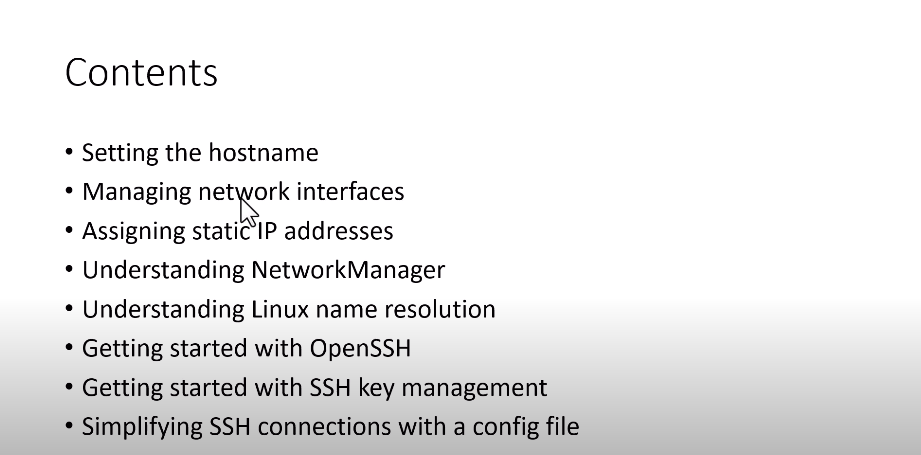 Contents
• Setting the hostname
• Managing network interfaces
• Assigning static IP addresses
• Understanding NetworkManager
• Understanding Linux name resolution
• Getting started with OpenSSH
• Getting started with SSH key management
• Simplifying SSH connections with a config file